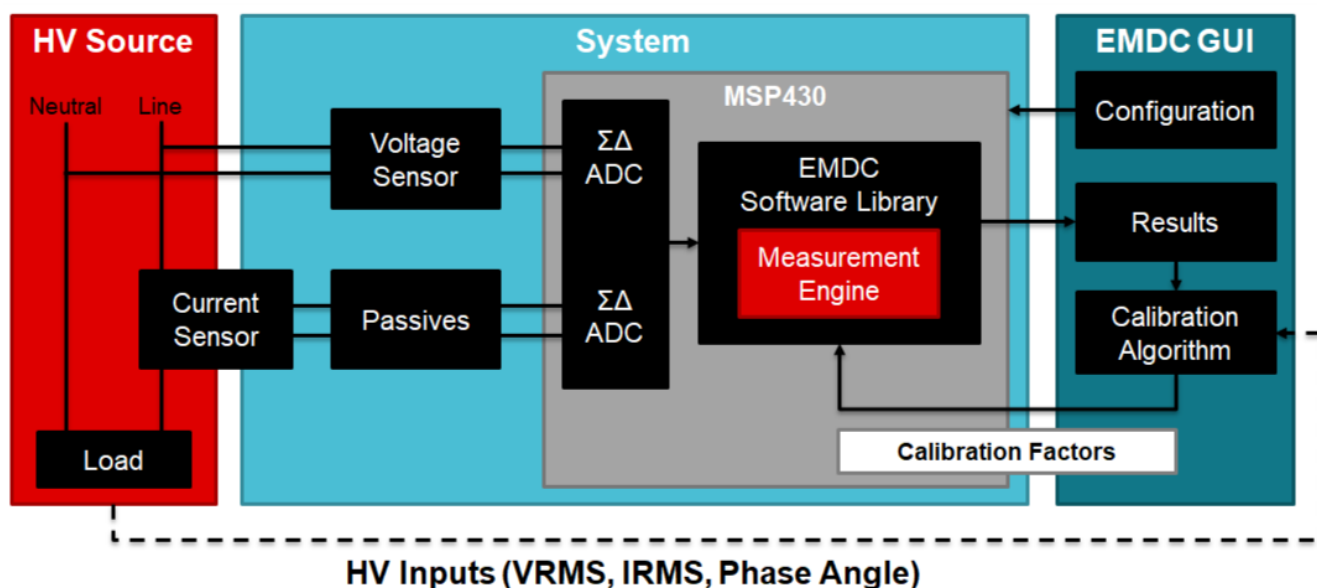 HV Source
Neutral Line
Load
Current
Sensor
System
Voltage
Sensor
Passives
MSP430
ΣΔ
ADC
ΣΔ
ADC
EMDC
Software Library
Measurement
Engine
EMDC GUI
Configuration
Results
Calibration
Algorithm
Calibration Factors
HV Inputs (VRMS, IRMS, Phase Angle)